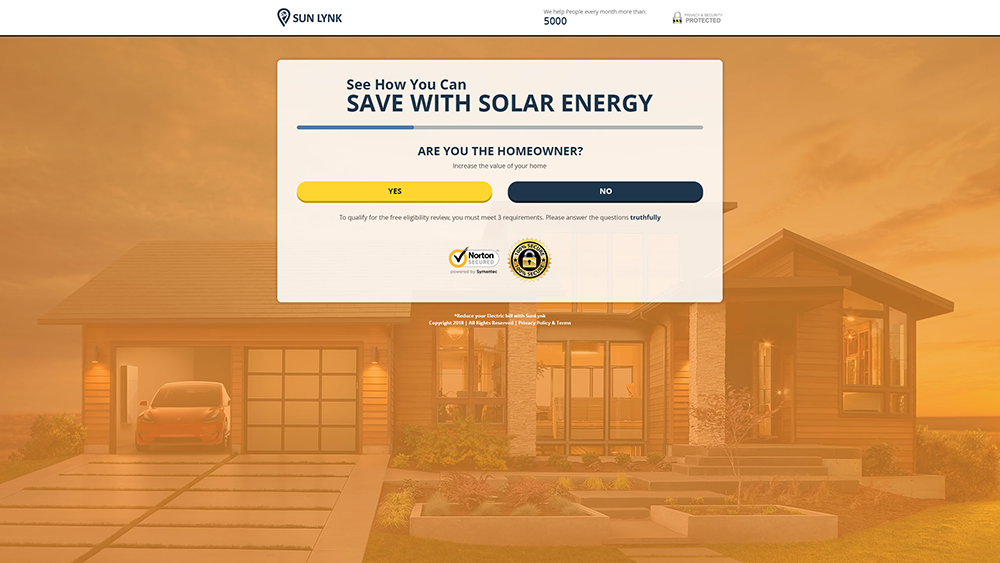 SUN LYNK
We help People every month more than:
5000
PRIVACY & SECURITY
PROTECTED
See How You Can
SAVE WITH SOLAR ENERGY
ARE YOU THE HOMEOWNER?
Increase the value of your home
YES
NO
To qualify for the free eligibility review, you must meet 3 requirements. Please answer the questions truthfully
Norton
SECURED
powered by Symantec
100% SECURE
100% SECURE
*Reduce your Electric bill with SunLynk
Copyright 2018 | All Rights Reserved | Privacy Policy & Terms